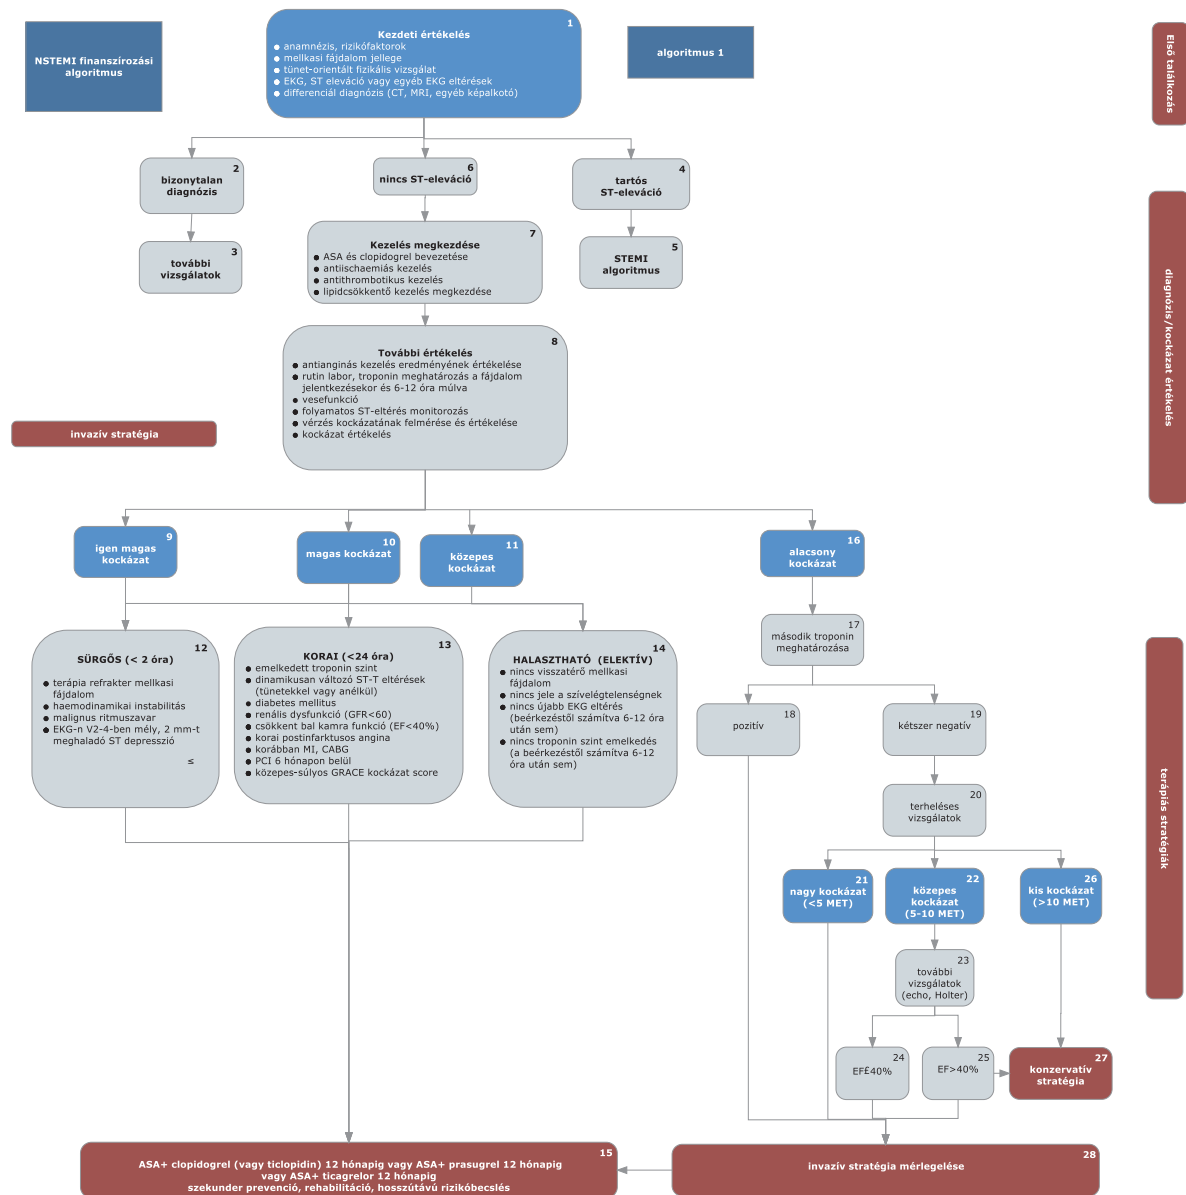 NSTEMI finanszírozási
algoritmus
1
Kezdeti értékelés
● anamnézis, rizikófaktorok
● mellkasi fájdalom jellege
● tünet-orientált fizikális vizsgálat
● EKG, ST eleváció vagy egyéb EKG eltérések
● differenciál diagnózis (CT, MRI, egyéb képalkotó)
algoritmus 1
Első találkozás
2
bizonytalan
diagnózis
6
nincs ST-eleváció
4
tartós
ST-eleváció
3
további
vizsgálatok
7
Kezelés megkezdése
● ASA és clopidogrel bevezetése
● antiischaemiás kezelés
● antithrombotikus kezelés
● lipidcsökkentő kezelés megkezdése
5
STEMI
algoritmus
diagnózis/kockázat értékelés
8
További értékelés
● antianginás kezelés eredményének értékelése
● rutin labor, troponin meghatározás a fájdalom
jelentkezésekor és 6-12 óra múlva
● vesefunkció
● folyamatos ST-eltérés monitorozás
● vérzés kockázatának felmérése és értékelése
● kockázat értékelés
invazív stratégia
9
igen magas
kockázat
10
magas kockázat
11
közepes
kockázat
16
alacsony
kockázat
12
SÜRGŐS (< 2 óra)
● terápia refrakter mellkasi
fájdalom
● haemodinamikai instabilitás
● malignus ritmuszavar
● EKG-n V2-4-ben mély, 2 mm-t
meghaladó ST depresszió
≤
13
KORAI (<24 óra)
● emelkedett troponin szint
● dinamikusan változó ST-T eltérések
(tünetekkel vagy anélkül)
● diabetes mellitus
● renális dysfunkció (GFR<60)
● csökkent bal kamra funkció (EF<40%)
● korai postinfarktusos angina
● korábban MI, CABG
● PCI 6 hónapon belül
● közepes-súlyos GRACE kockázat score
14
HALASZTHATÓ (ELEKTÍV)
● nincs visszatérő mellkasi
fájdalom
● nincs jele a szívelégtelenségnek
● nincs újabb EKG eltérés
(beérkezéstől számítva 6-12 óra
után sem)
● nincs troponin szint emelkedés
(a beérkezéstől számítva 6-12
óra után sem)
17
második troponin
meghatározása
18
pozitív
19
kétszer negatív
20
terheléses
vizsgálatok
terápiás stratégiák
21
nagy kockázat
(<5 MET)
22
közepes
kockázat
(5-10 MET)
26
kis kockázat
(>10 MET)
23
további
vizsgálatok
(echo, Holter)
24
EF£40%
25
EF>40%
27
konzervatív
stratégia
15
ASA+ clopidogrel (vagy ticlopidin) 12 hónapig vagy ASA+ prasugrel 12 hónapig
vagy ASA+ ticagrelor 12 hónapig
szekunder prevenció, rehabilitáció, hosszútávú rizikóbecslés
28
invazív stratégia mérlegelése